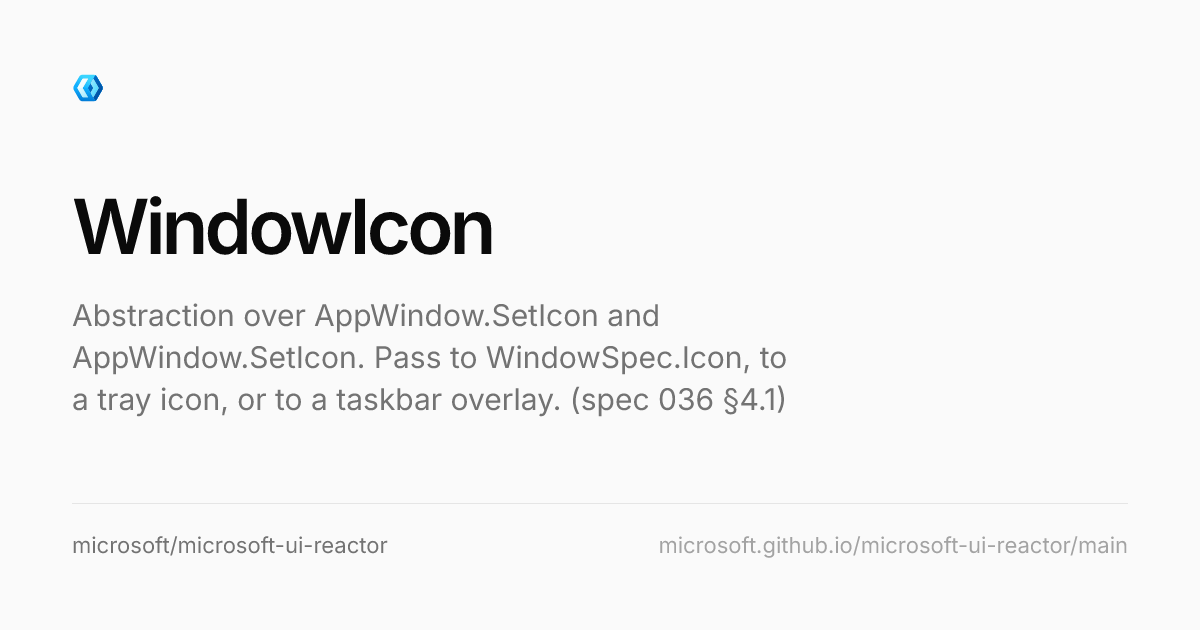 WindowIcon
Abstraction over AppWindow.SetIcon and
AppWindow.SetIcon. Pass to WindowSpec.Icon, to
a tray icon, or to a taskbar overlay. (spec 036 §4.1)
microsoft/microsoft-ui-reactor
microsoft.github.io/microsoft-ui-reactor/main